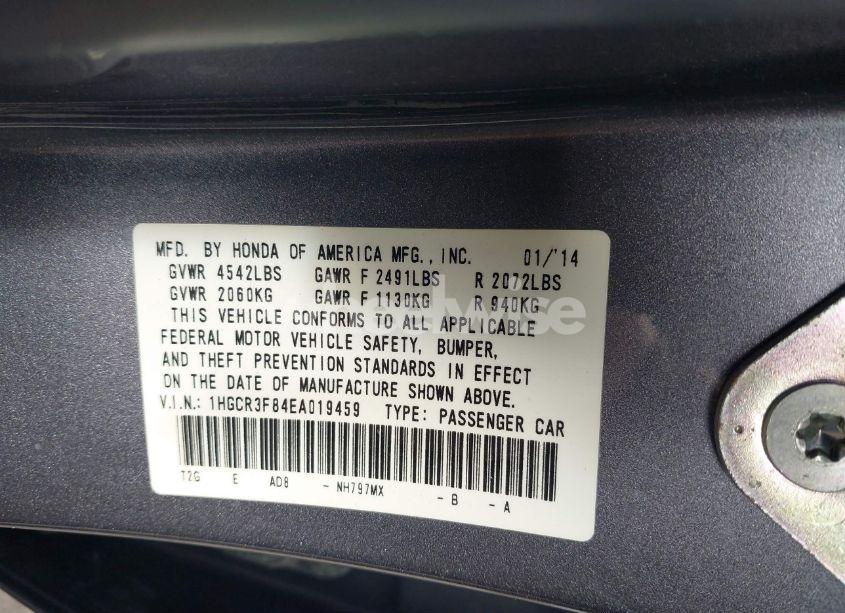 MFD. BY HONDA OF AMERICA MFG., INC. 01/'14
GVWR 4542LBS GAWR F 2491LBS R 2072LBS
GVWR 2060KG GAWR F 1130KG R 940KG
THIS VEHICLE CONFORMS TO ALL APPLICABLE
FEDERAL MOTOR VEHICLE SAFETY, BUMPER,
AND THEFT PREVENTION STANDARDS IN EFFECT
ON THE DATE OF MANUFACTURE SHOWN ABOVE.
V.I.N.: 1HGCR3F84EA019459 TYPE: PASSENGER CAR
T2G E AD8 - NH797MX - B - A